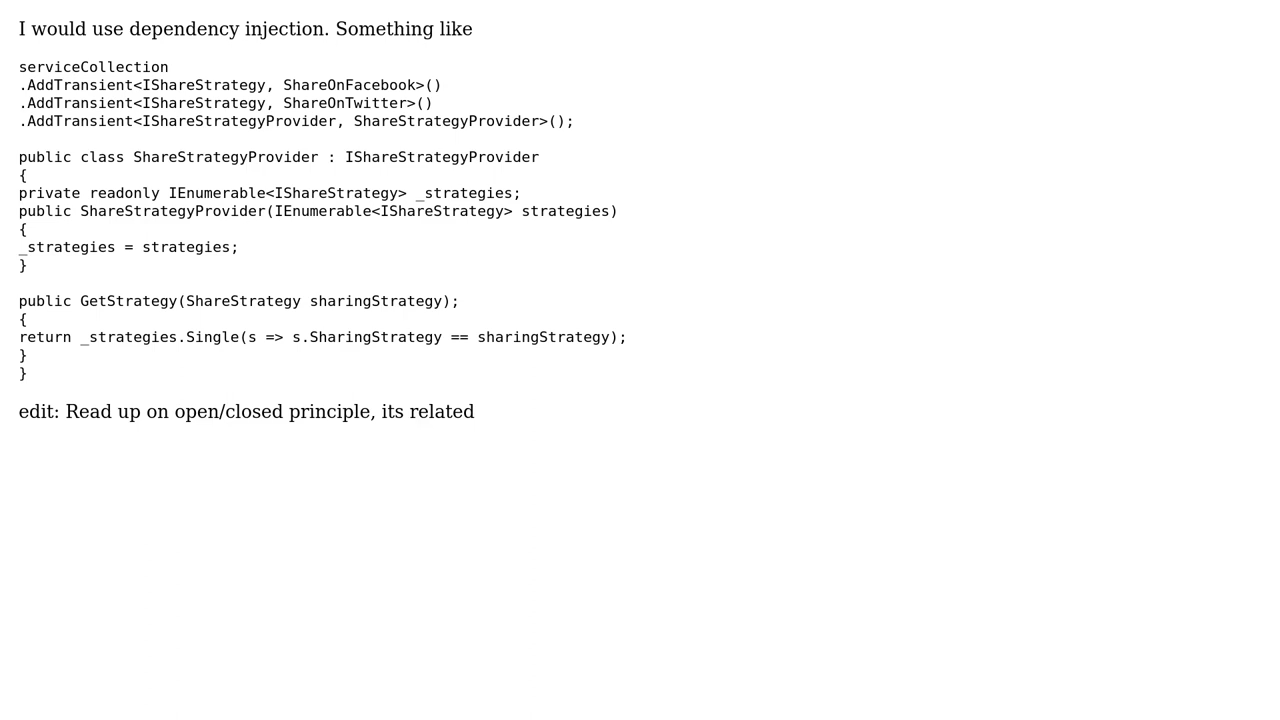 I would use dependency injection. Something like
serviceCollection
.AddTransient<IShareStrategy, ShareOnFacebook>()
.AddTransient<IShareStrategy, ShareOnTwitter>()
.AddTransient<IShareStrategyProvider, ShareStrategyProvider>();
public class ShareStrategyProvider : IShareStrategyProvider
{
private readonly IEnumerable<IShareStrategy> _strategies;
public ShareStrategyProvider(IEnumerable<IShareStrategy> strategies)
{
_strategies = strategies;
}
public GetStrategy(ShareStrategy sharingStrategy);
{
return _strategies.Single(s => s.SharingStrategy == sharingStrategy);
}
}
edit: Read up on open/closed principle, its related